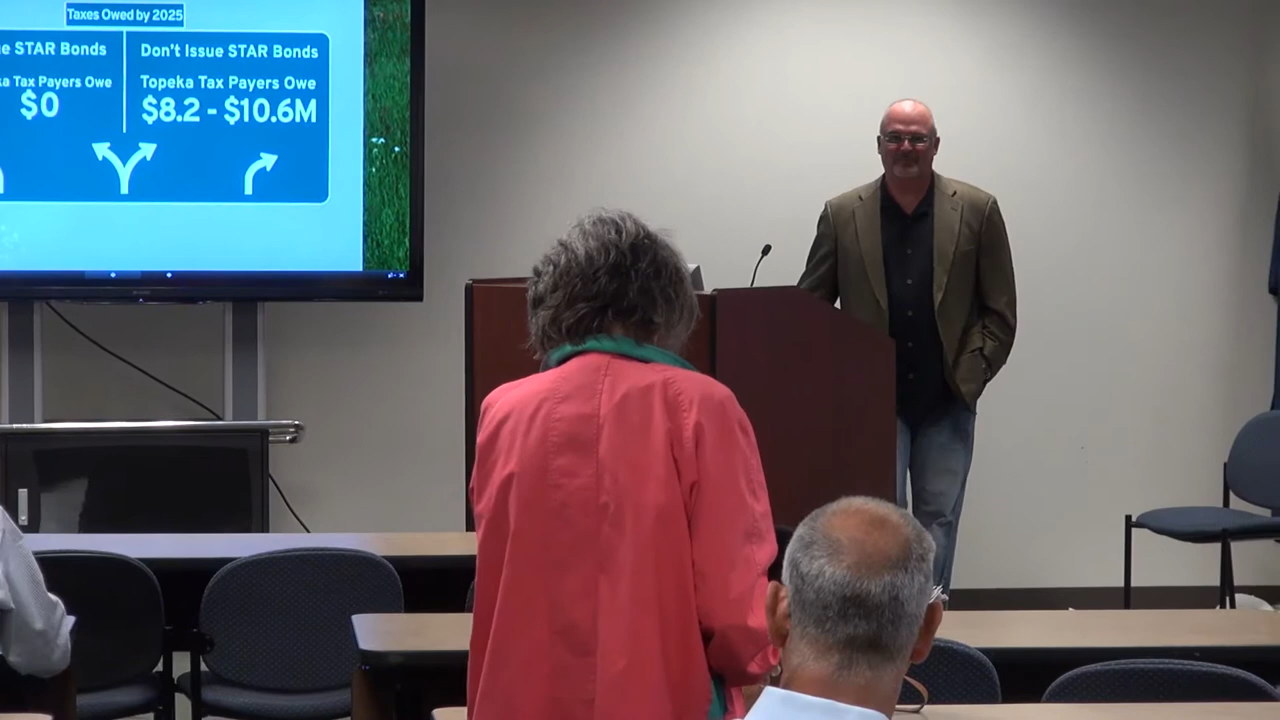 Taxes Owed by 2025
STAR Bonds
Tax Payers Owe
$0
Don't Issue STAR Bonds
Topeka Tax Payers Owe
$8.2 - $10.6M